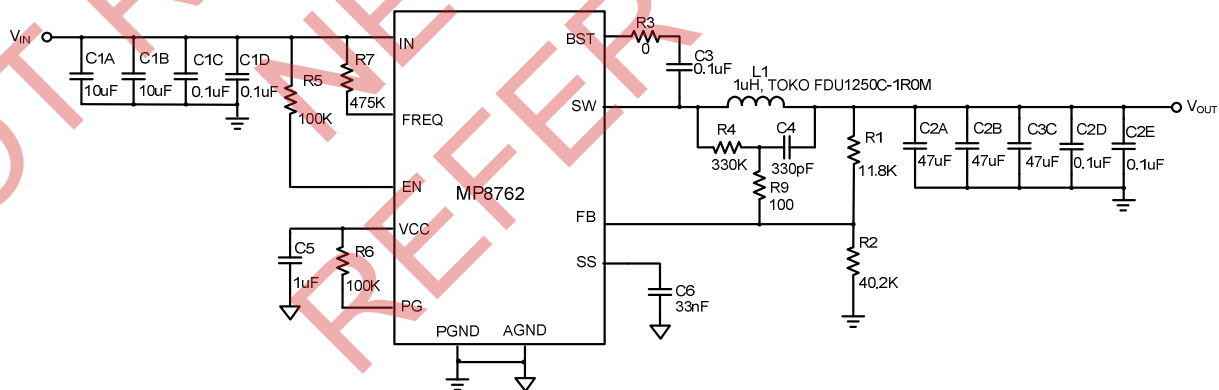 VIN
C1A
10uF
C1B
10uF
C1C
0.1uF
C1D
0.1uF
R5
100K
R7
475K
IN
FREQ
EN
VCC
PG
C5
1uF
R6
100K
MP8762
PGND
AGND
BST
SW
FB
SS
R3
0
C3
0.1uF
L1
1uH, TOKO FDU1250C-1R0M
R4
330K
C4
330pF
R9
100
R1
11.8K
R2
40.2K
C6
33nF
C2A
47uF
C2B
47uF
C3C
47uF
C2D
0.1uF
C2E
0.1uF
VOUT
OT
NE
REFER